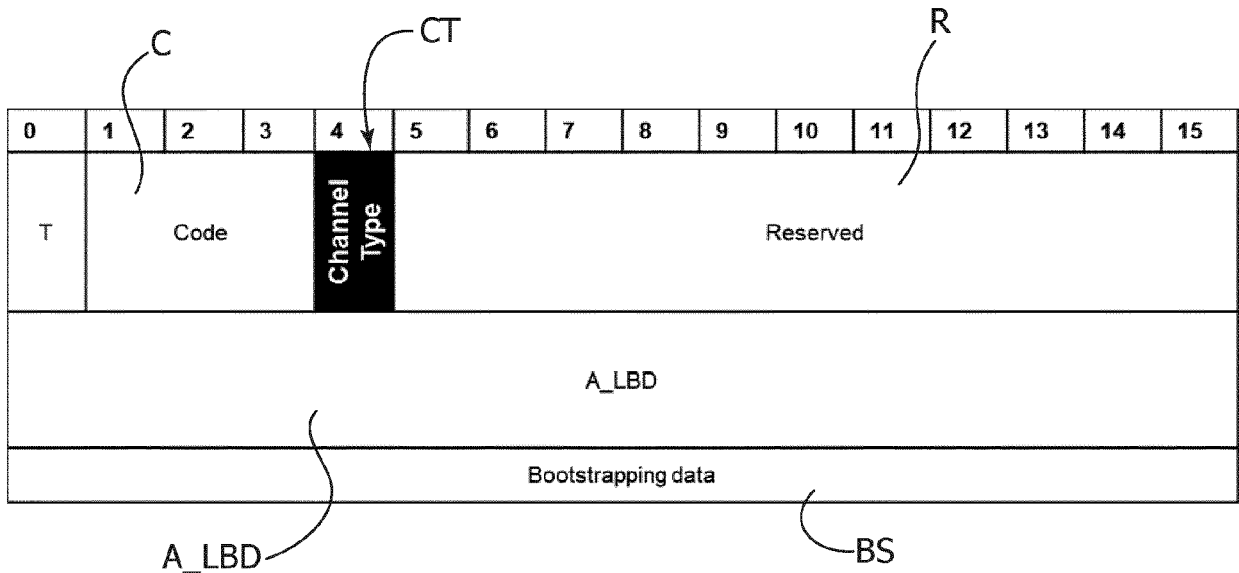 C CT R
0 1 2 3 4 5 6 7 8 9 10 11 12 13 14 15
T Code Channel Type Reserved
A_LBD
Bootstrapping data
A_LBD BS